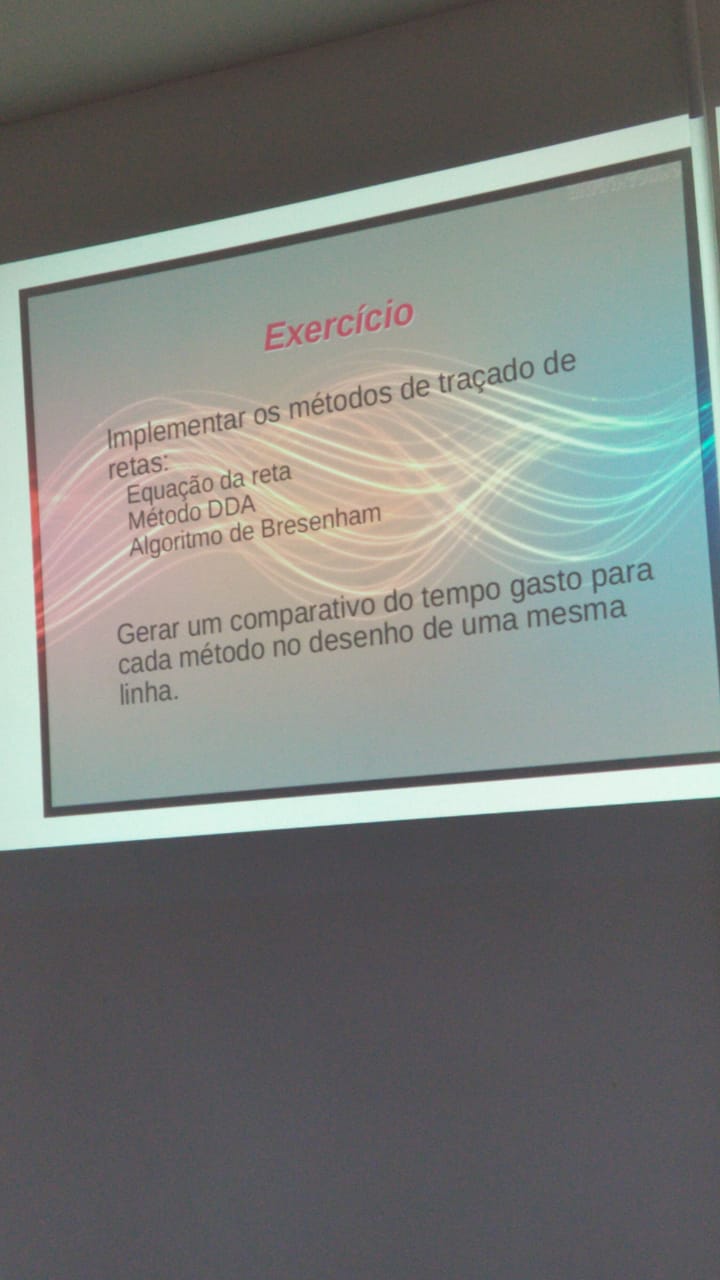 Exercício
Implementar os métodos de traçado de
retas:
Equação da reta
Método DDA
Algoritmo de Bresenham
Gerar um comparativo do tempo gasto para
cada método no desenho de uma mesma
linha.